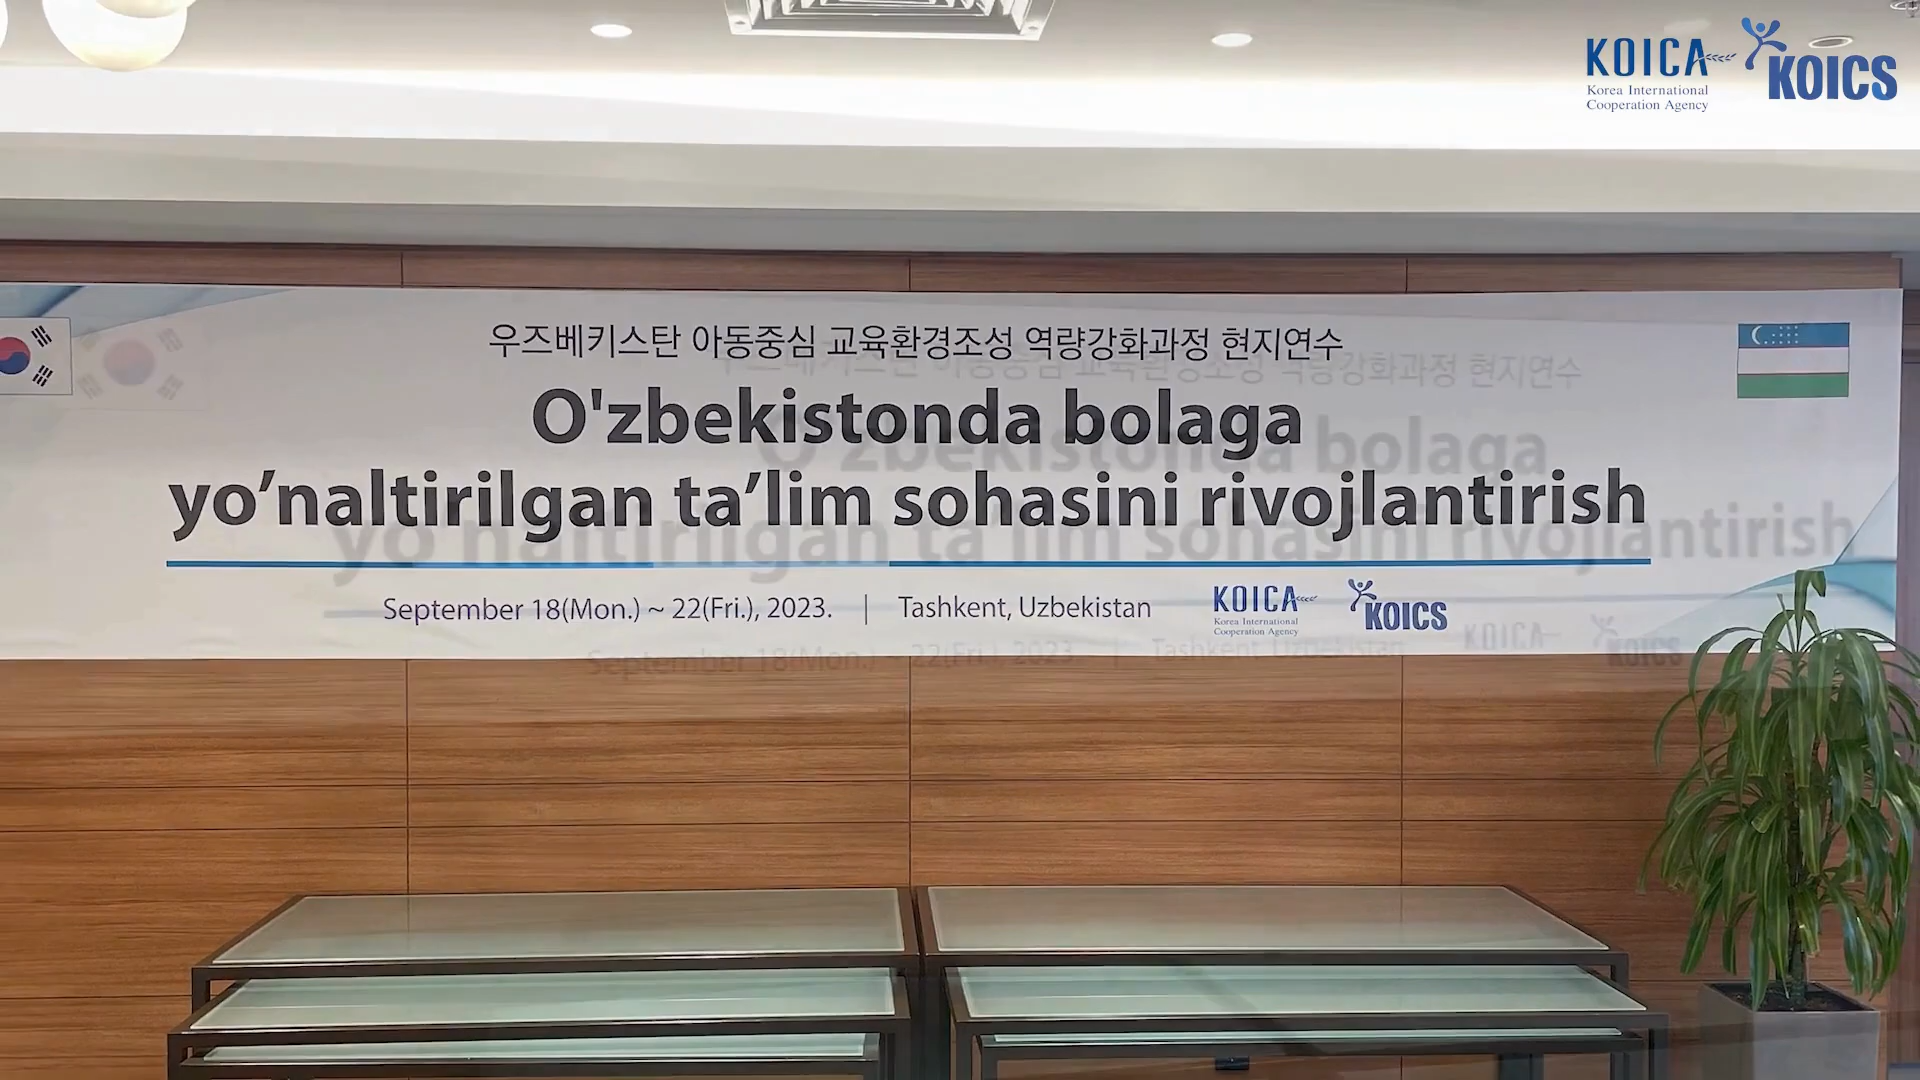 KOICA
Korea International
Cooperation Agency
KOICS
우즈베키스탄 아동중심 교육환경조성 역량강화과정 현지연수
O'zbekistonda bolaga
yo’naltirilgan ta’lim sohasini rivojlantirish
September 18(Mon.) ~ 22(Fri.), 2023. | Tashkent, Uzbekistan
KOICA
Korea International
Cooperation Agency
KOICS